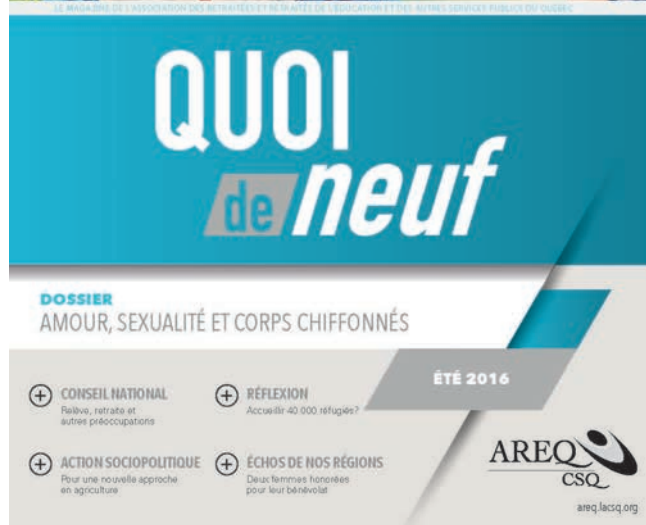 LE MAGAZINE DE L'ASSOCIATION DES RETRAITÉES ET RETRAITÉS DE L'ÉDUCATION ET DES AUTRES SERVICES PUBLICS DU QUÉBEC
QUOI
de neuf
DOSSIER
AMOUR, SEXUALITÉ ET CORPS CHIFFONNÉS
ÉTÉ 2016
CONSEIL NATIONAL
Relève, retraite et
autres préoccupations
RÉFLEXION
Accueillir 40 000 réfugiés?
ACTION SOCIOPOLITIQUE
Pour une nouvelle approche
en agriculture
ÉCHOS DE NOS RÉGIONS
Deux femmes honorées
pour leur bénévolat
AREQ
CSQ
areq.lacsq.org